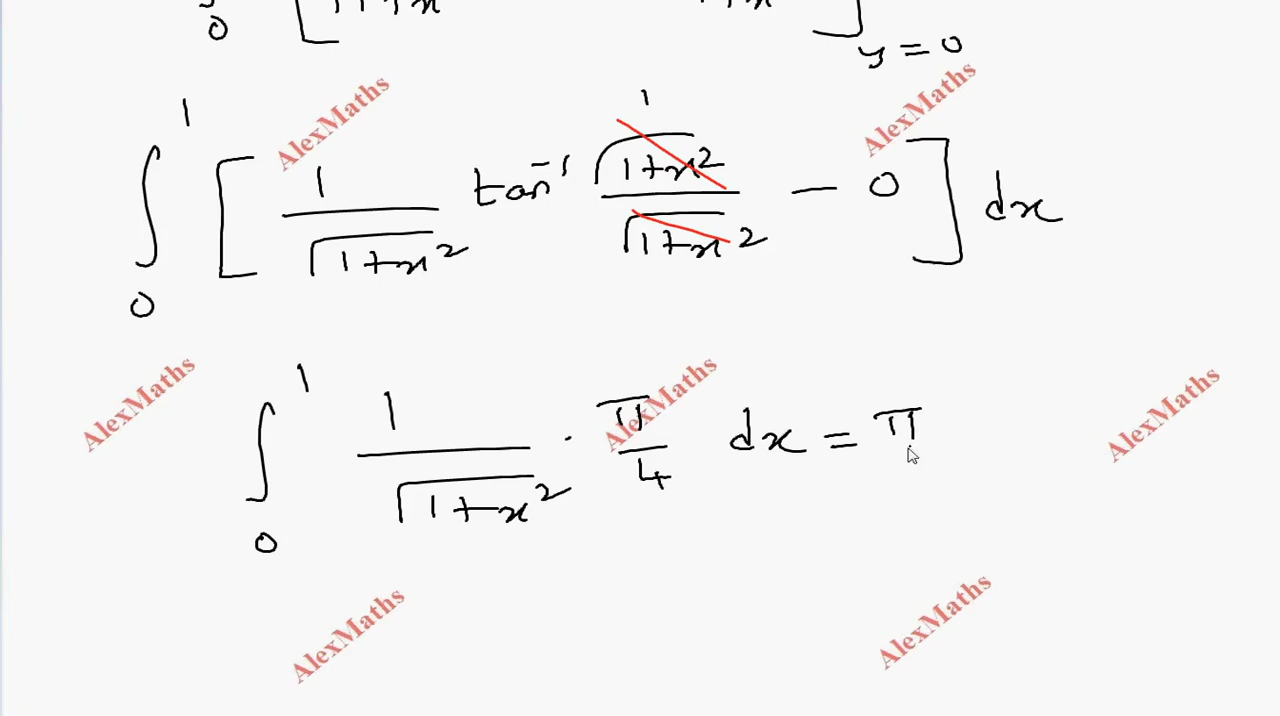 0
y = 0
AlexMaths AlexMaths
∫₀¹ [ 1/√(1+x²) tan⁻¹ √(1+x²)/√(1+x²) − 0 ] dx
1
AlexMaths AlexMaths AlexMaths
∫₀¹ 1/√(1+x²) · π/4 dx = π
AlexMaths AlexMaths